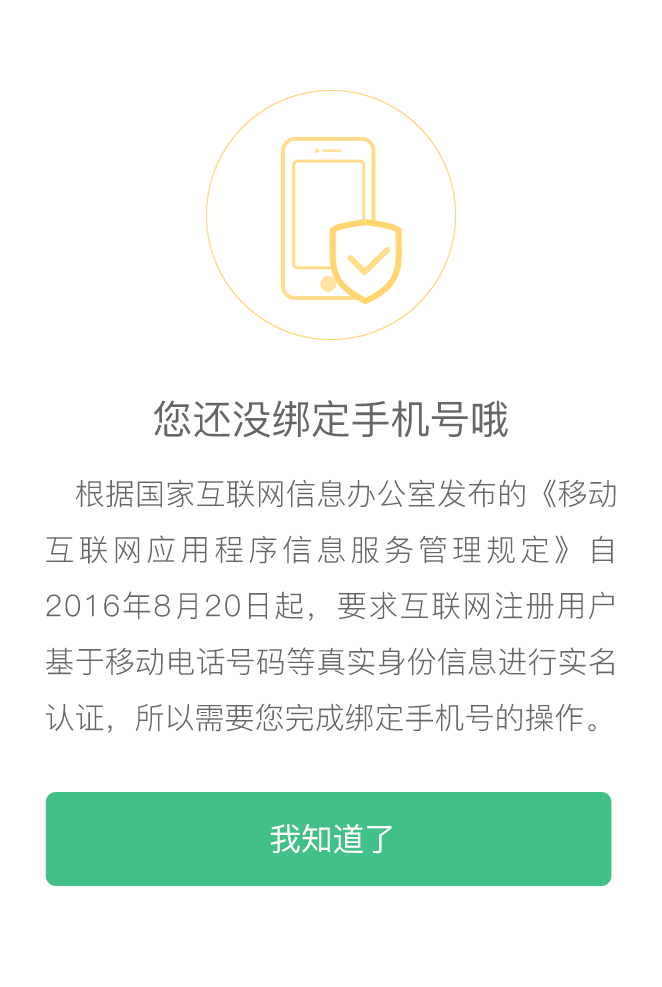 您还没绑定手机号哦
根据国家互联网信息办公室发布的《移动
互联网应用程序信息服务管理规定》自
2016年8月20日起，要求互联网注册用户
基于移动电话号码等真实身份信息进行实名
认证，所以需要您完成绑定手机号的操作。
我知道了